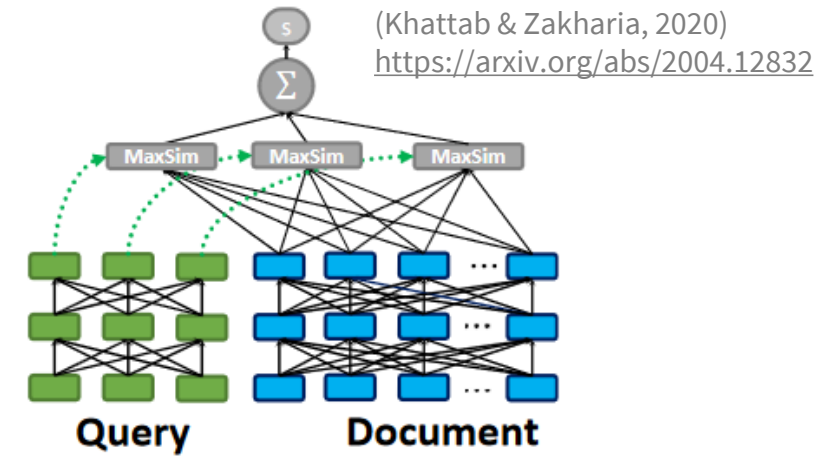 s
(Khattab & Zakharia, 2020)
https://arxiv.org/abs/2004.12832
Σ
MaxSim MaxSim MaxSim
...
...
...
Query Document